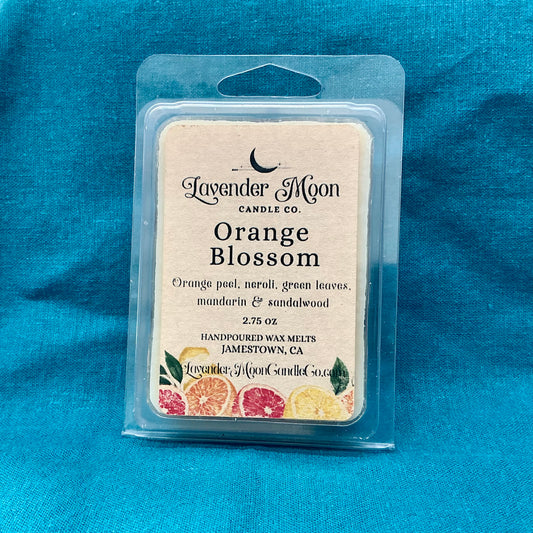 Lavender Moon
CANDLE CO.
Orange
Blossom
Orange peel, neroli, green leaves,
mandarin & sandalwood
2.75 oz
HANDPOURED WAX MELTS
JAMESTOWN, CA
LavenderMoonCandleCo.com